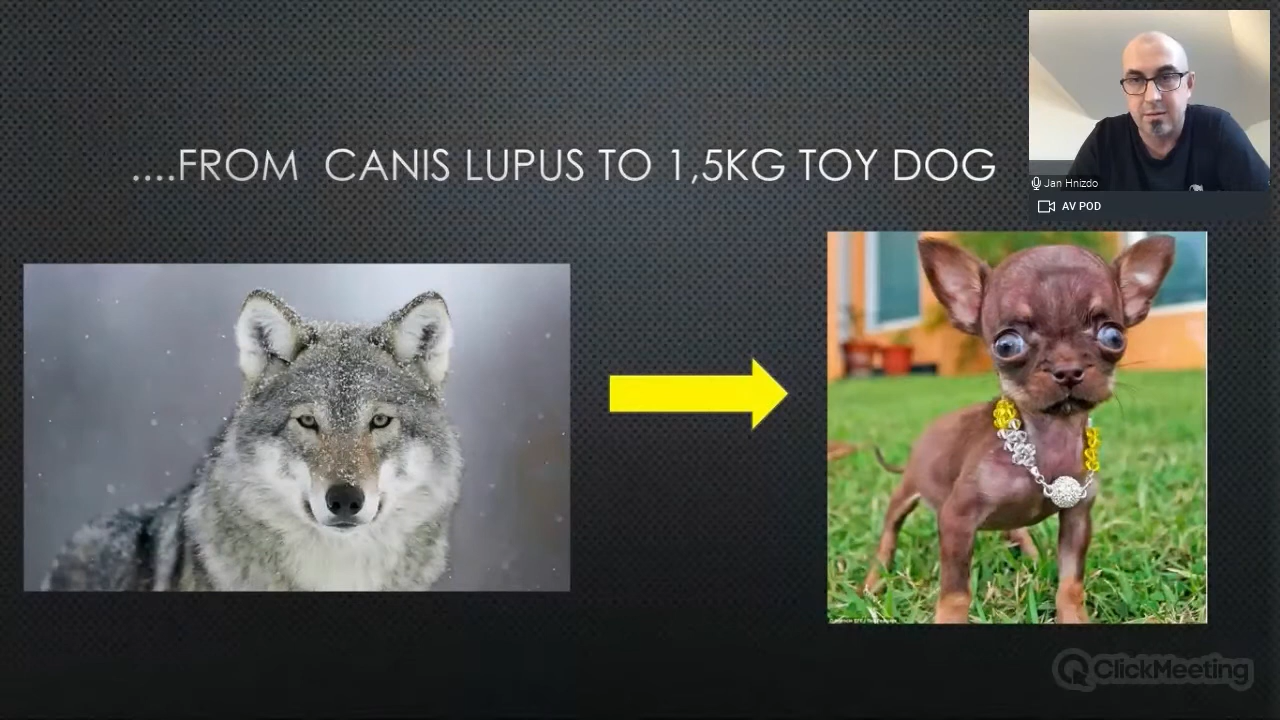 ....FROM CANIS LUPUS TO 1,5KG TOY DOG
Jan Hnizdo
AV POD
ClickMeeting